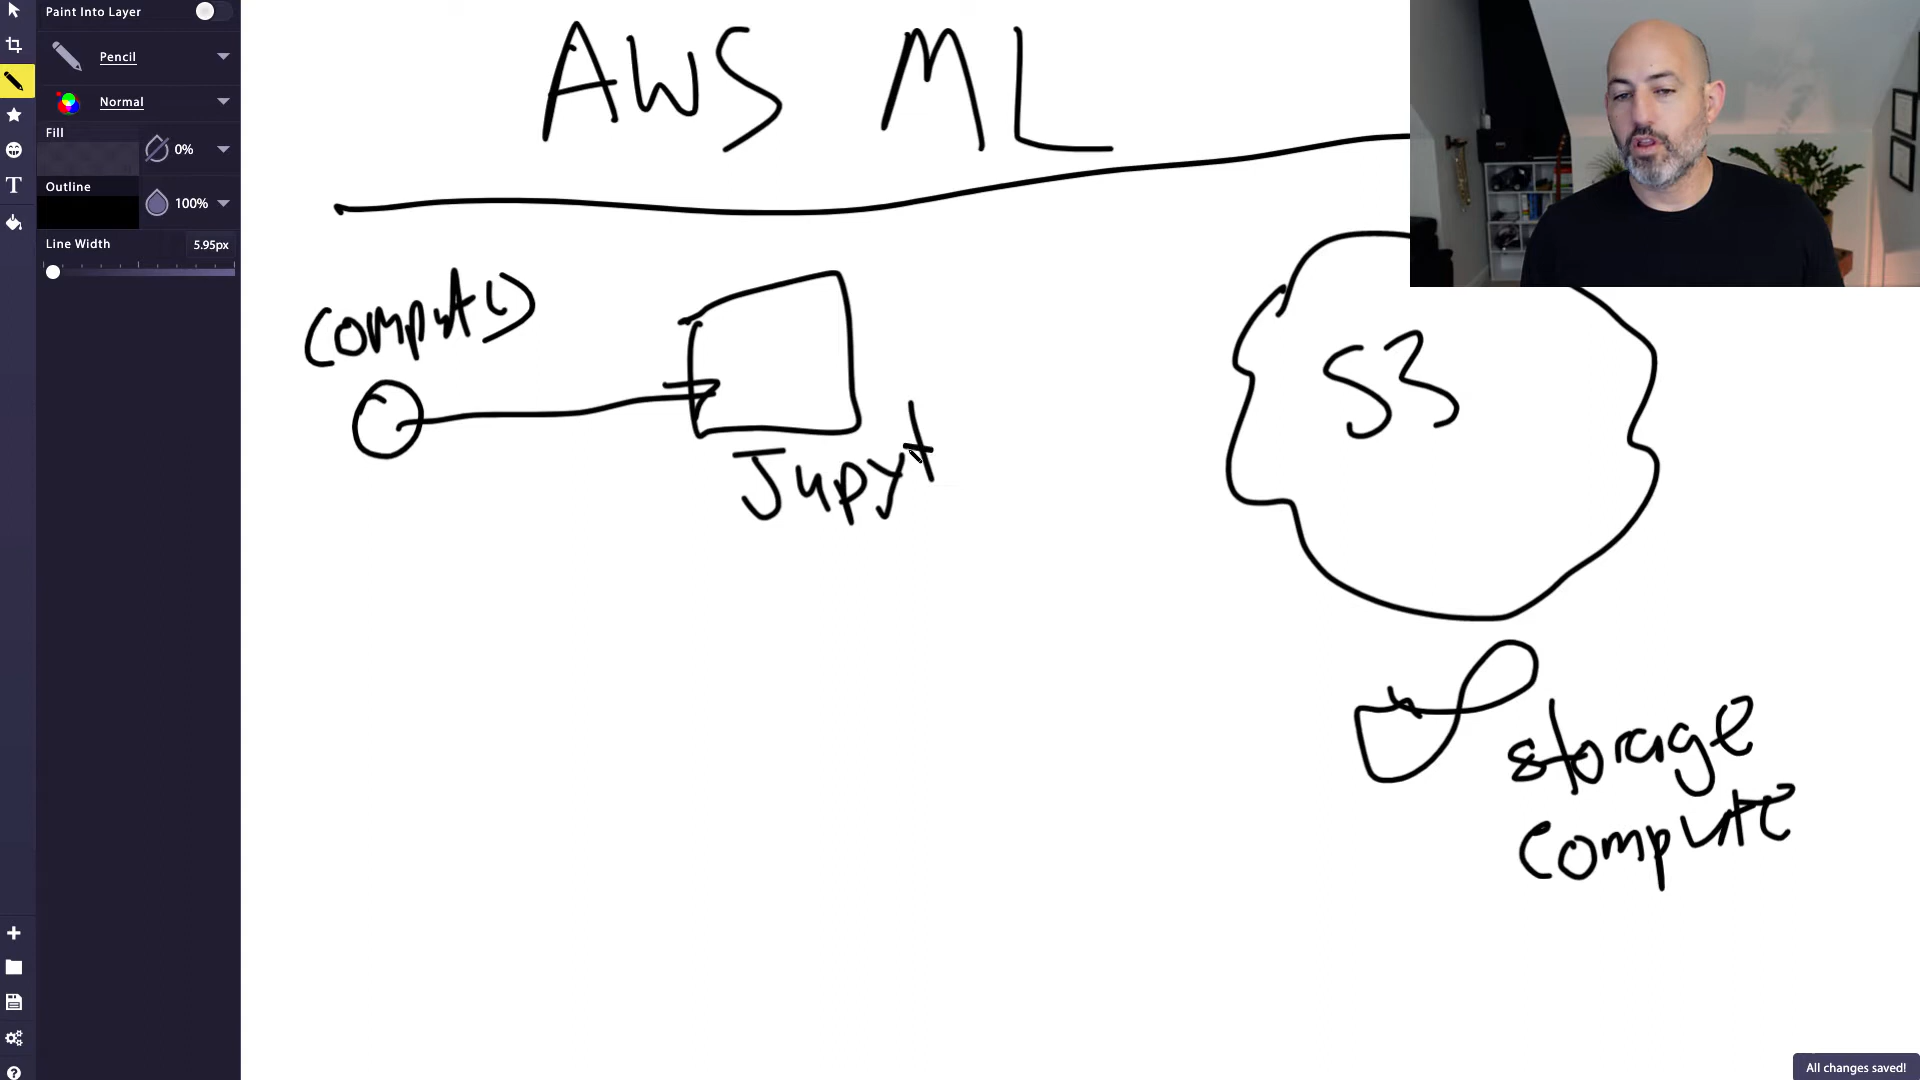 Paint Into Layer
Pencil
Normal
Fill
0%
Outline
100%
Line Width
5.95px
AWS ML
S3
Jupyt
storage
compute
All changes saved!